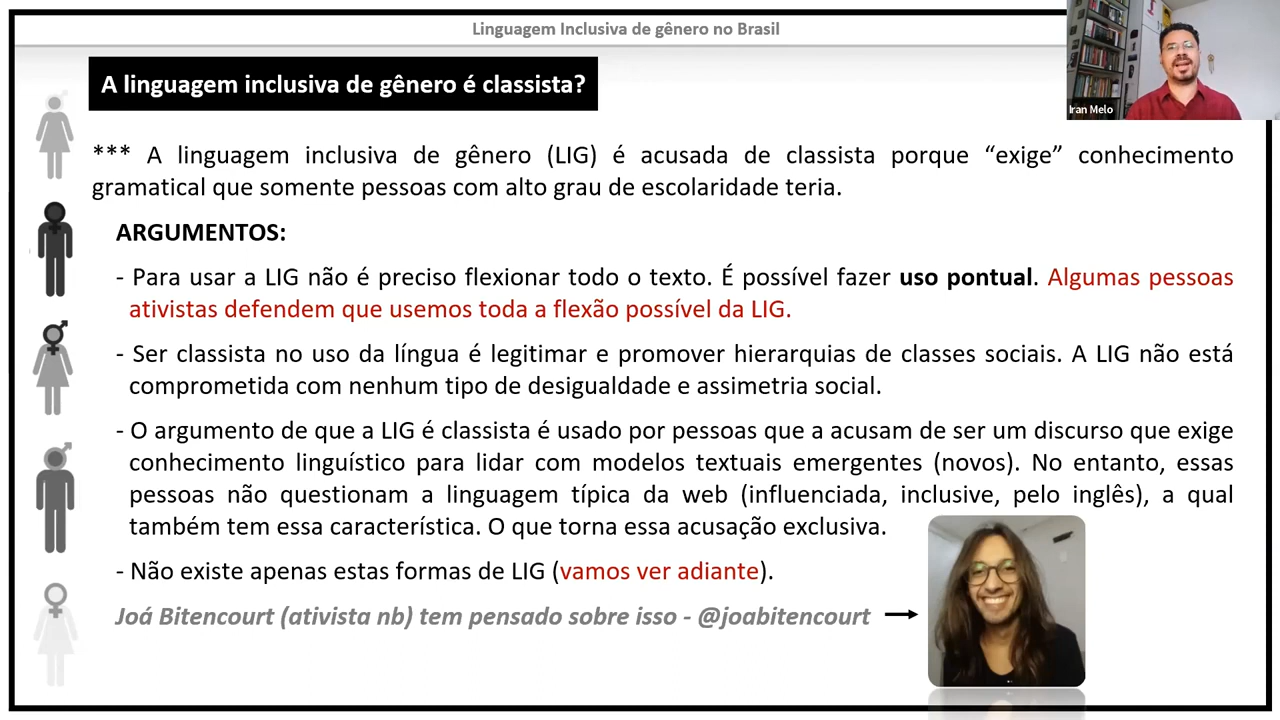 Linguagem Inclusiva de gênero no Brasil
A linguagem inclusiva de gênero é classista?
Iran Melo
*** A linguagem inclusiva de gênero (LIG) é acusada de classista porque “exige” conhecimento
gramatical que somente pessoas com alto grau de escolaridade teria.
ARGUMENTOS:
- Para usar a LIG não é preciso flexionar todo o texto. É possível fazer uso pontual. Algumas pessoas
ativistas defendem que usemos toda a flexão possível da LIG.
- Ser classista no uso da língua é legitimar e promover hierarquias de classes sociais. A LIG não está
comprometida com nenhum tipo de desigualdade e assimetria social.
- O argumento de que a LIG é classista é usado por pessoas que a acusam de ser um discurso que exige
conhecimento linguístico para lidar com modelos textuais emergentes (novos). No entanto, essas
pessoas não questionam a linguagem típica da web (influenciada, inclusive, pelo inglês), a qual
também tem essa característica. O que torna essa acusação exclusiva.
- Não existe apenas estas formas de LIG (vamos ver adiante).
Joá Bitencourt (ativista nb) tem pensado sobre isso - @joabitencourt